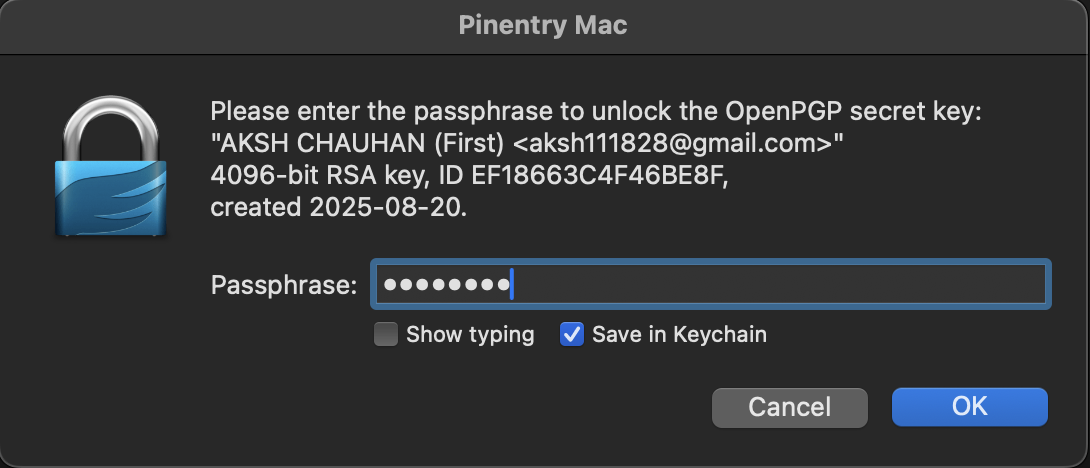 Pinentry Mac
Please enter the passphrase to unlock the OpenPGP secret key:
"AKSH CHAUHAN (First) <aksh111828@gmail.com>"
4096-bit RSA key, ID EF18663C4F46BE8F,
created 2025-08-20.
Passphrase: ••••••••
Show typing Save in Keychain
Cancel OK